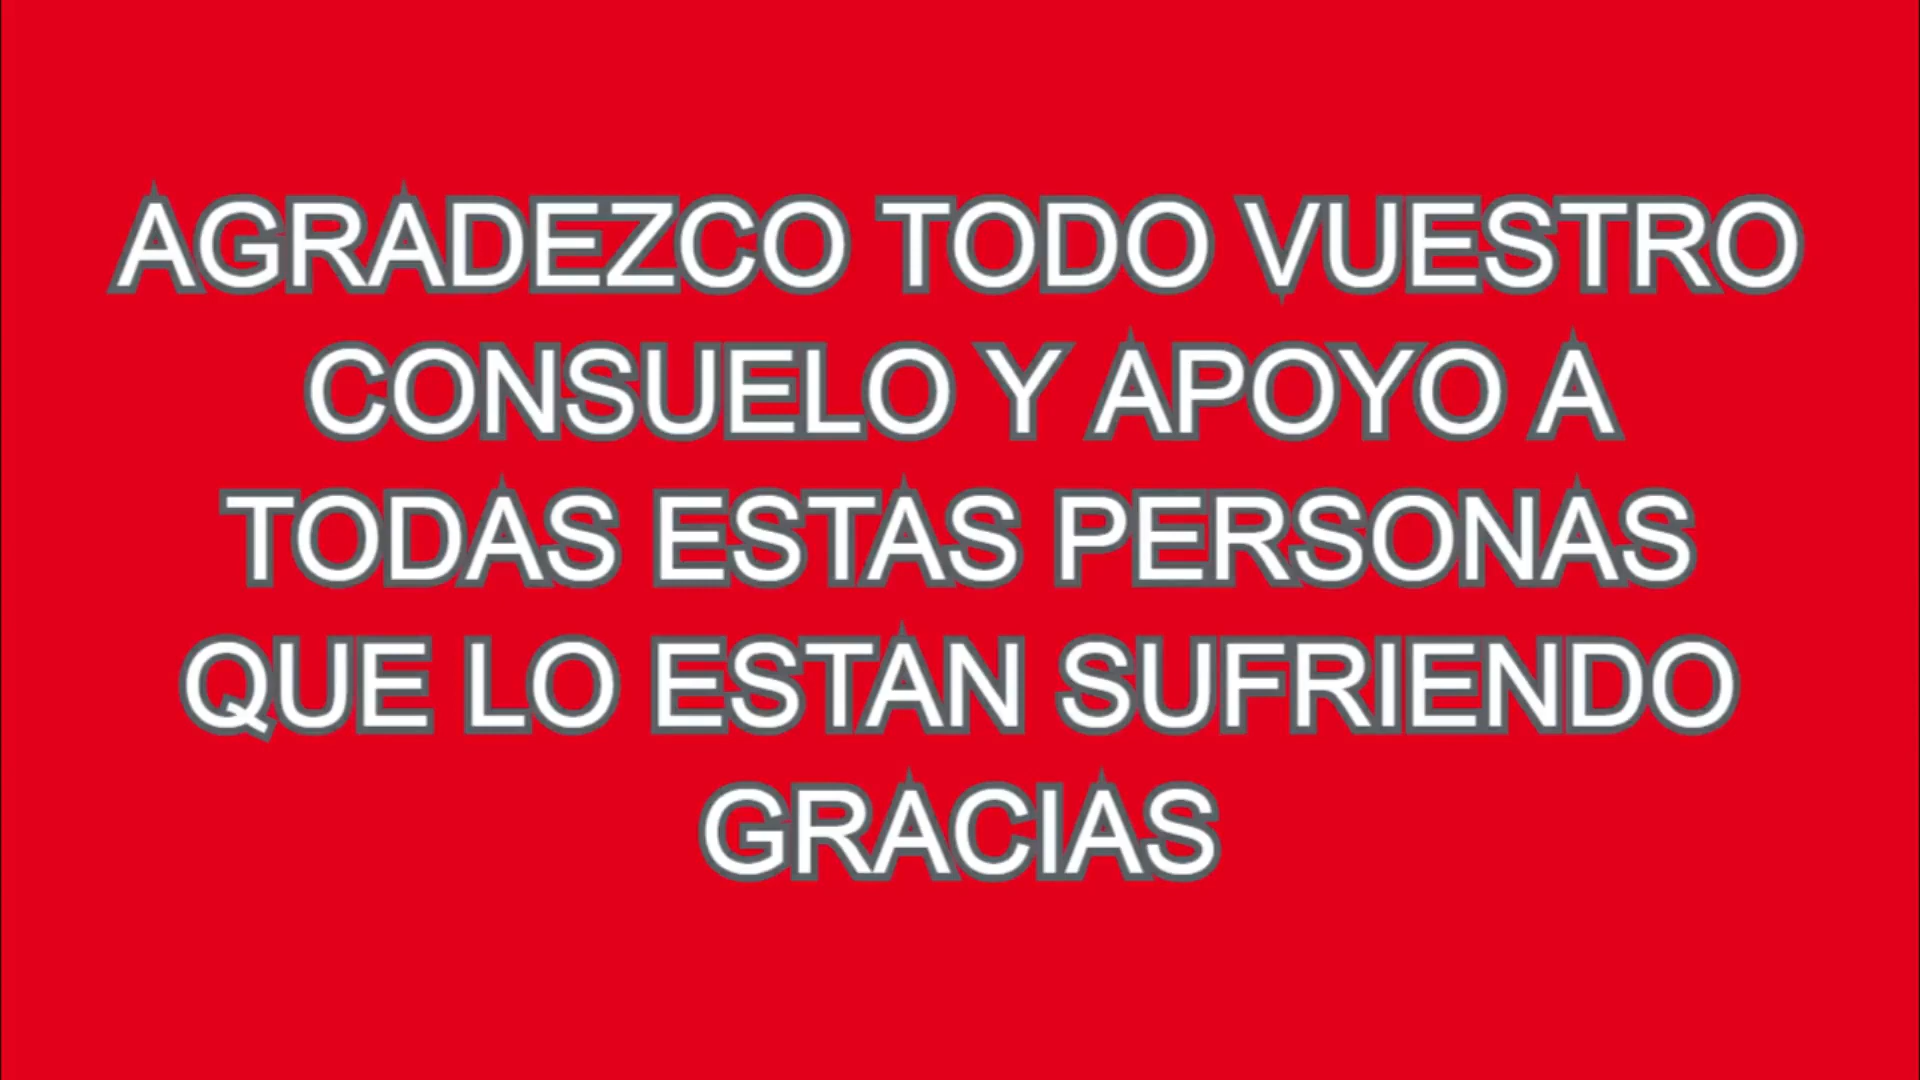 AGRADEZCO TODO VUESTRO
CONSUELO Y APOYO A
TODAS ESTAS PERSONAS
QUE LO ESTAN SUFRIENDO
GRACIAS